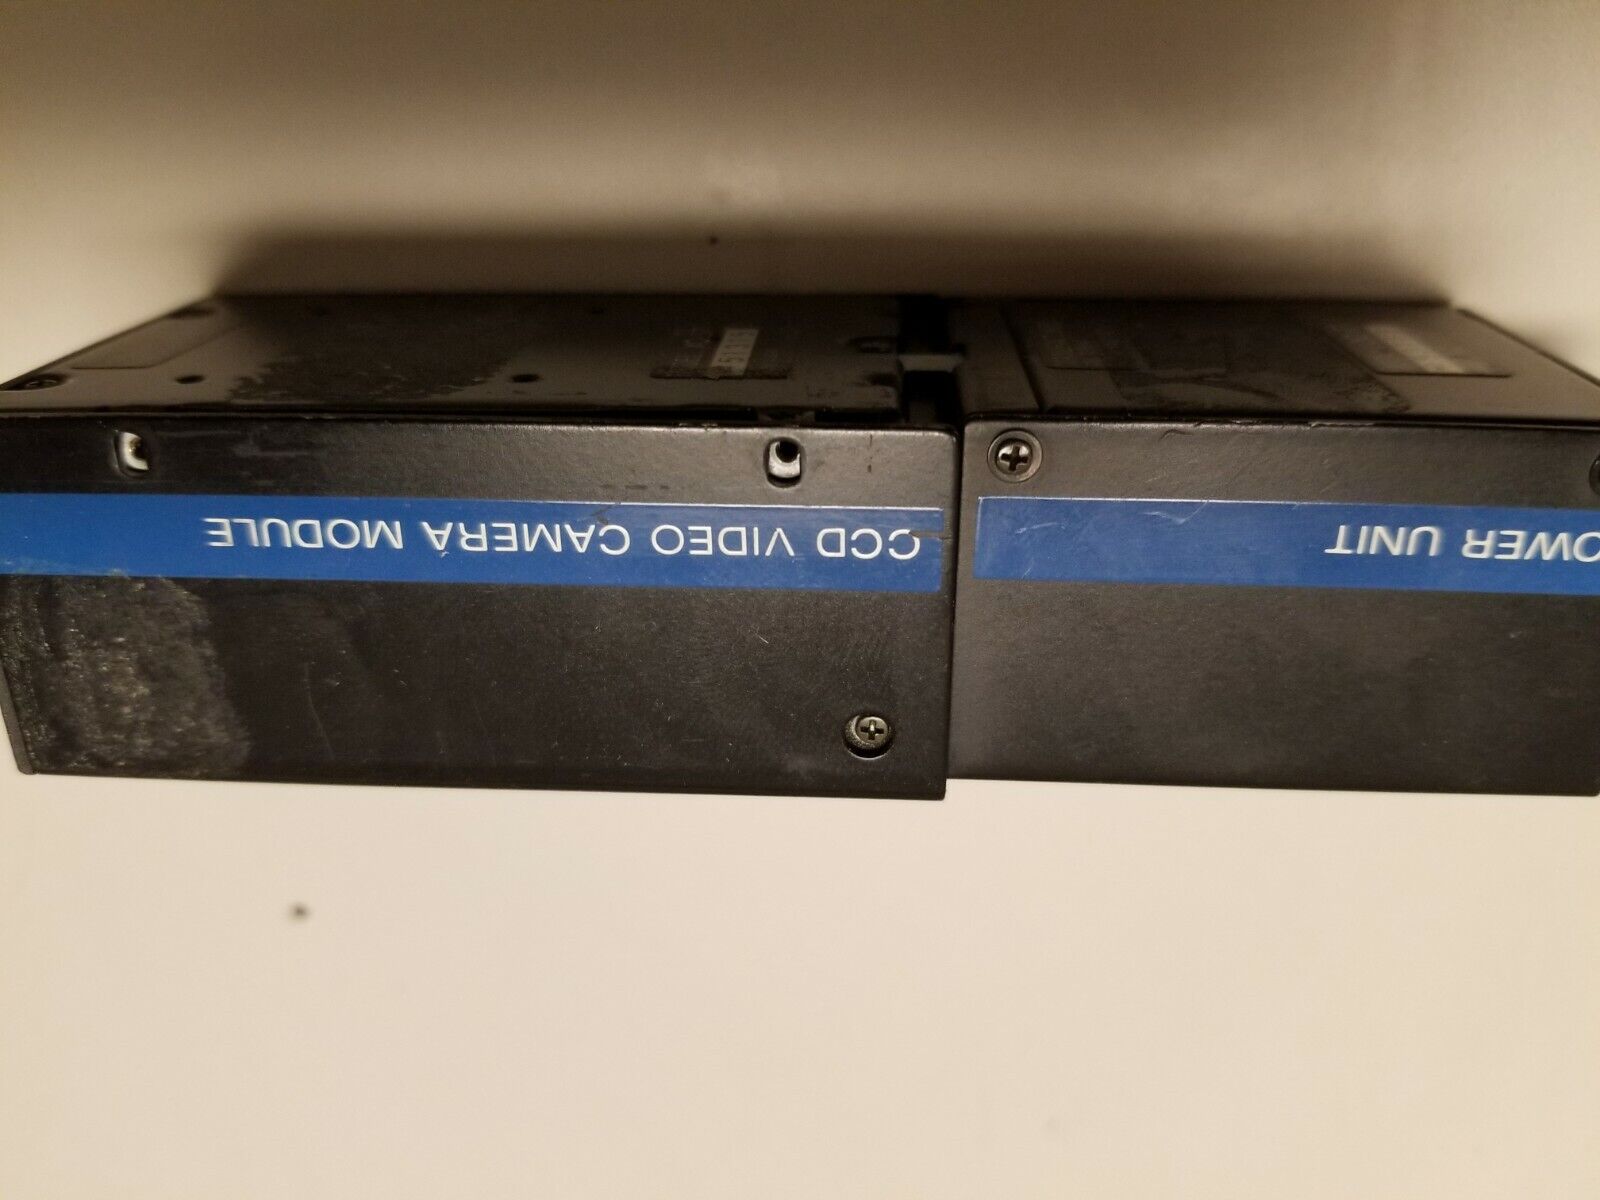 CCD VIDEO CAMERA MODULE
OWER UNIT